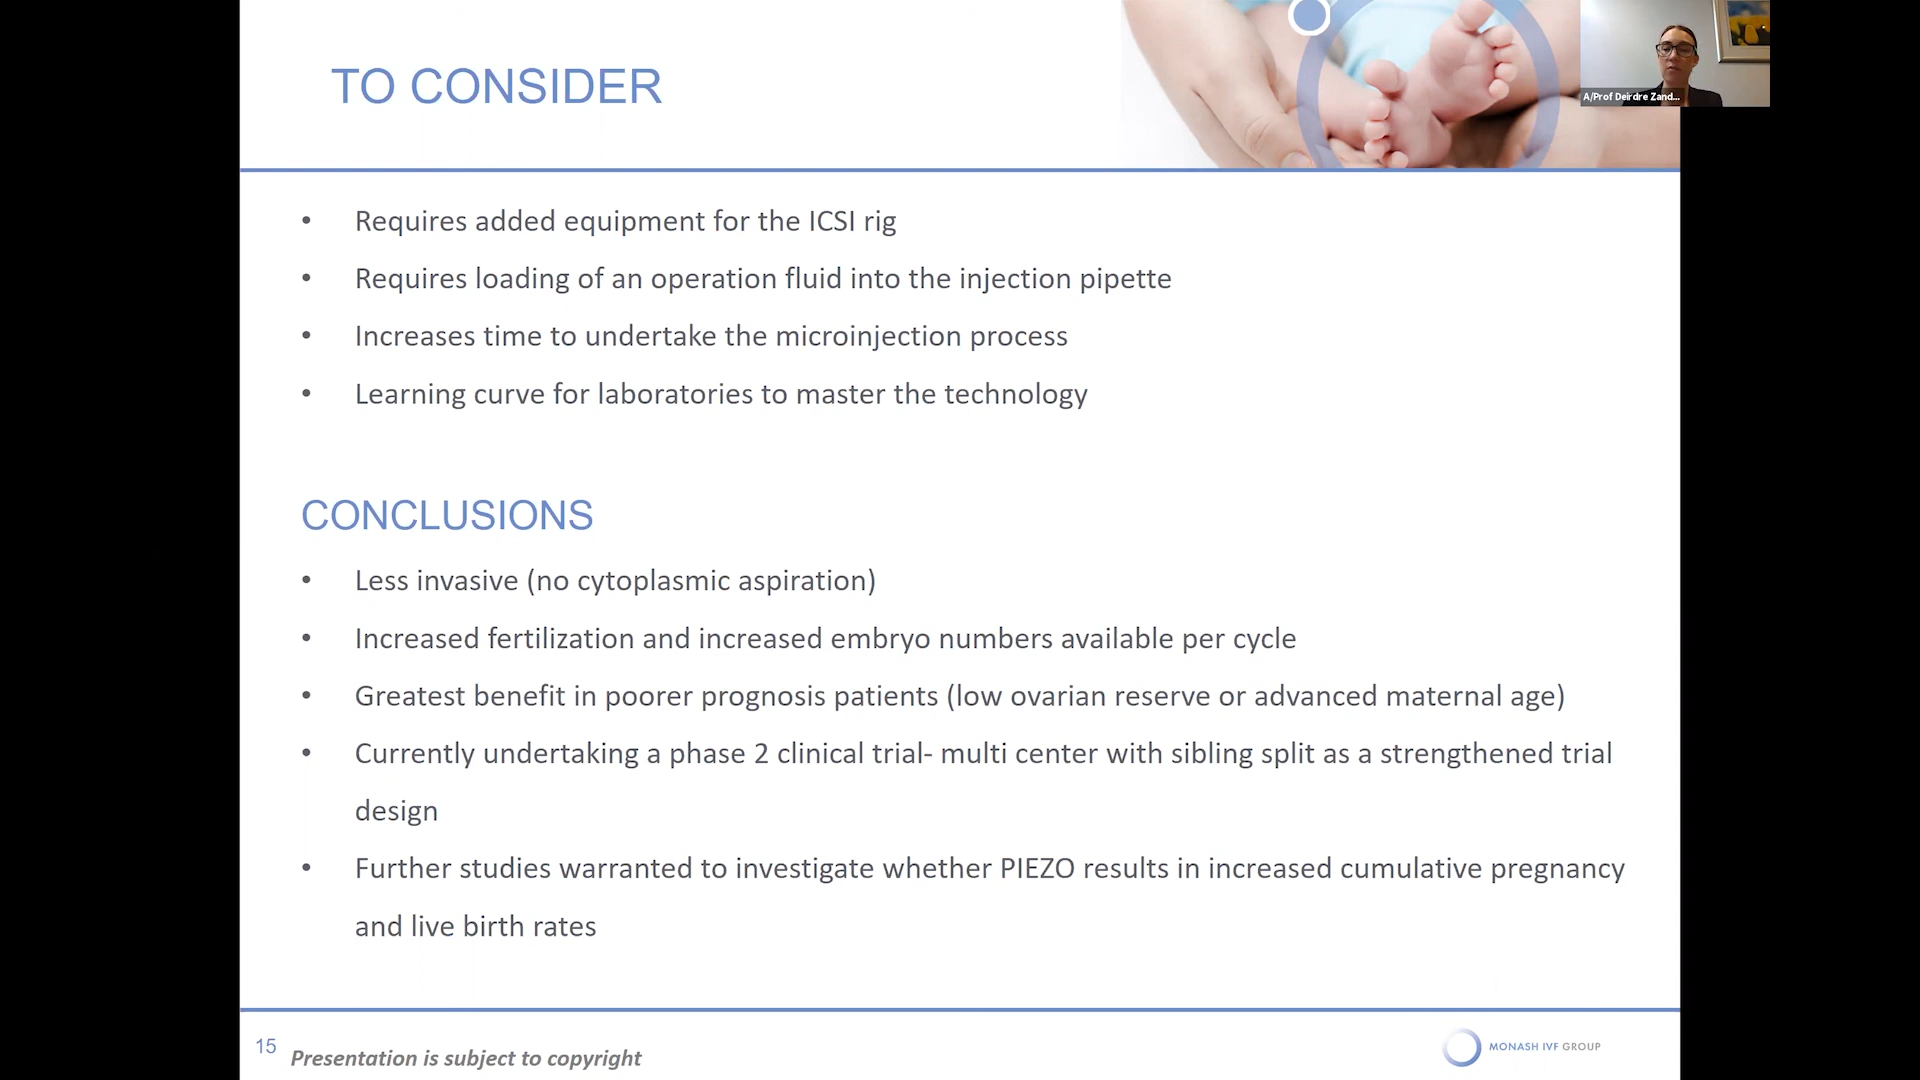 TO CONSIDER
A/Prof Deirdre Zand...
• Requires added equipment for the ICSI rig
• Requires loading of an operation fluid into the injection pipette
• Increases time to undertake the microinjection process
• Learning curve for laboratories to master the technology
CONCLUSIONS
• Less invasive (no cytoplasmic aspiration)
• Increased fertilization and increased embryo numbers available per cycle
• Greatest benefit in poorer prognosis patients (low ovarian reserve or advanced maternal age)
• Currently undertaking a phase 2 clinical trial- multi center with sibling split as a strengthened trial
design
• Further studies warranted to investigate whether PIEZO results in increased cumulative pregnancy
and live birth rates
15
Presentation is subject to copyright
MONASH IVF GROUP